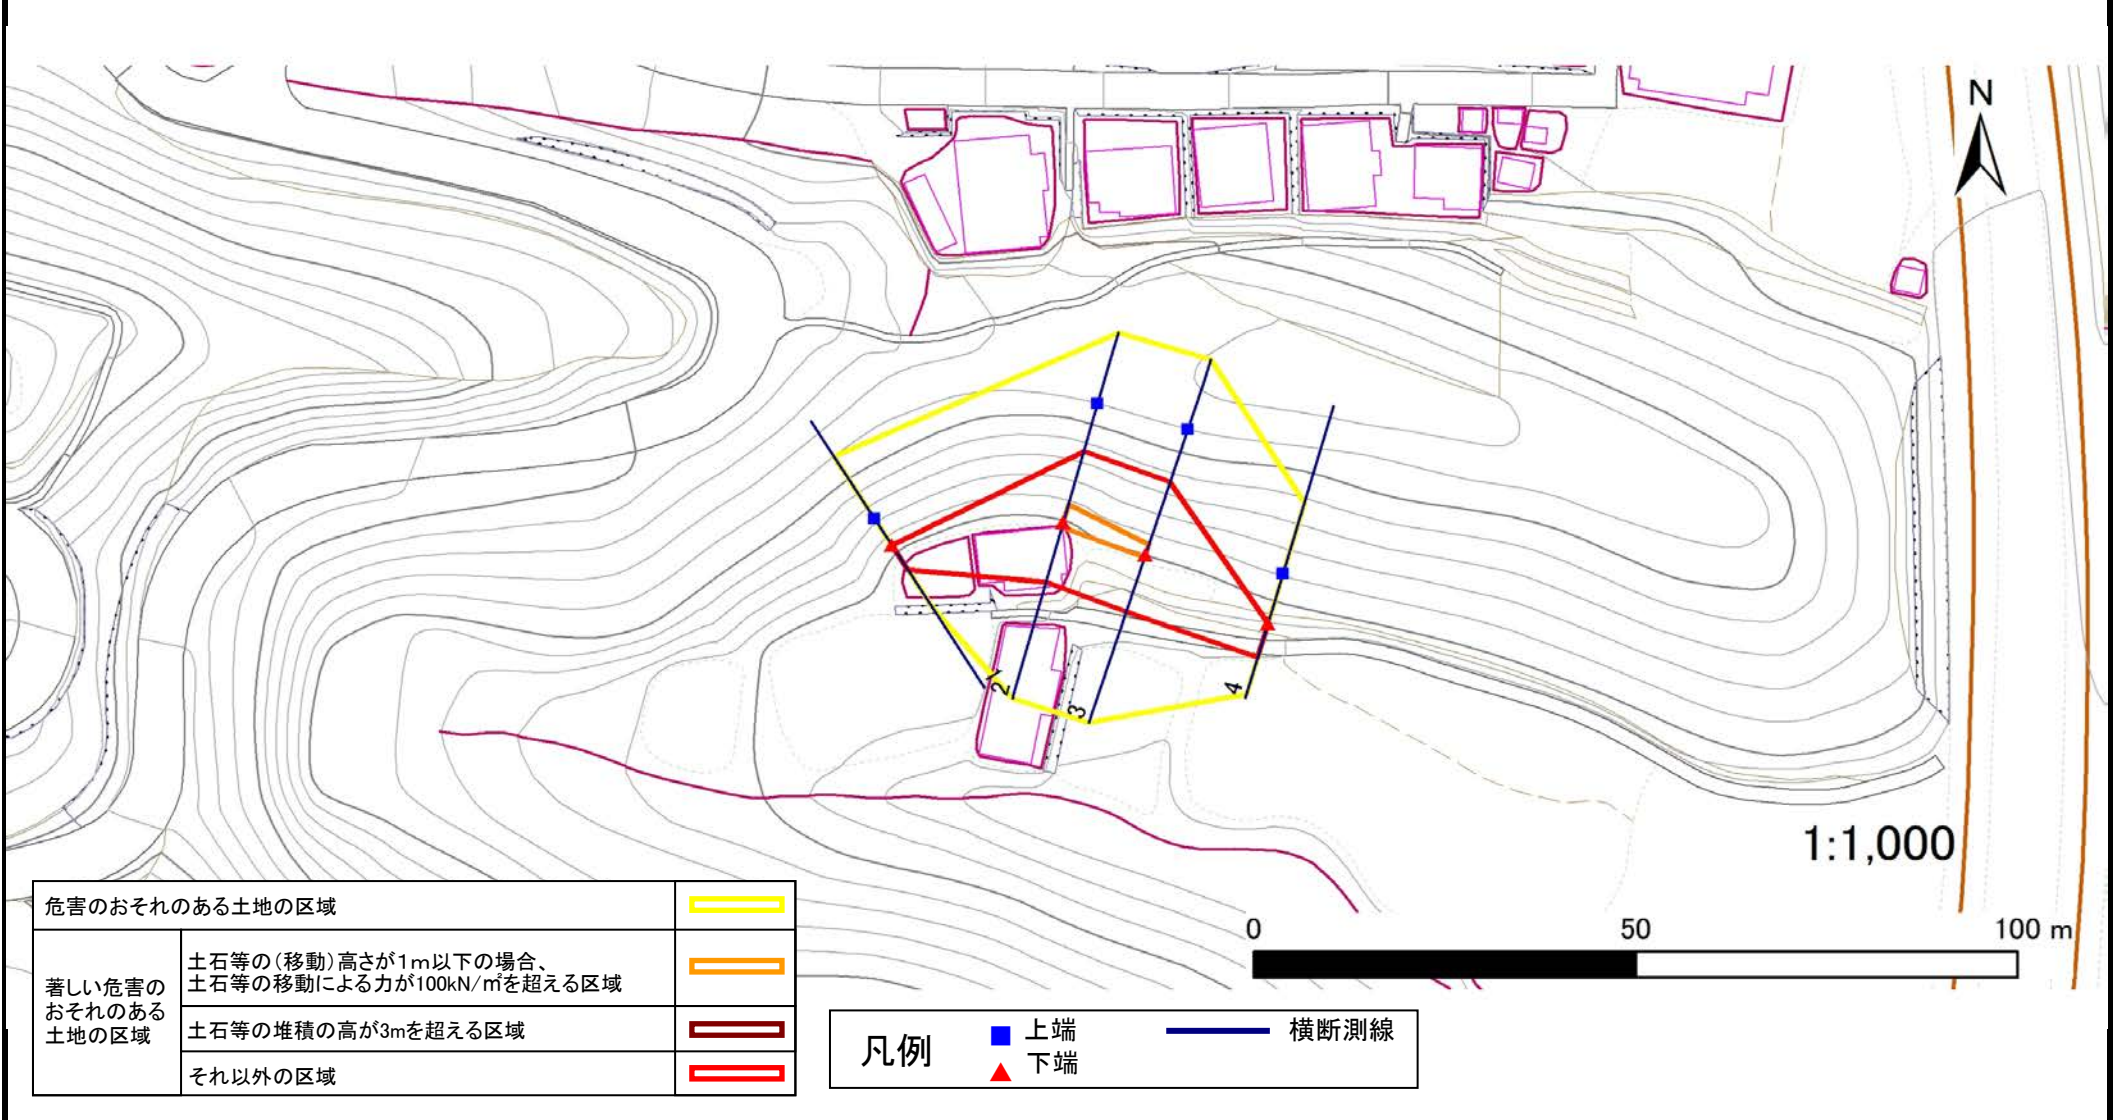 N
1
2
3
4
1:1,000
0 50 100 m
危害のおそれのある土地の区域
著しい危害の
おそれのある
土地の区域
土石等の(移動)高さが1m以下の場合、
土石等の移動による力が100kN/㎡を超える区域
土石等の堆積の高が3mを超える区域
それ以外の区域
凡例
上端
下端
横断測線